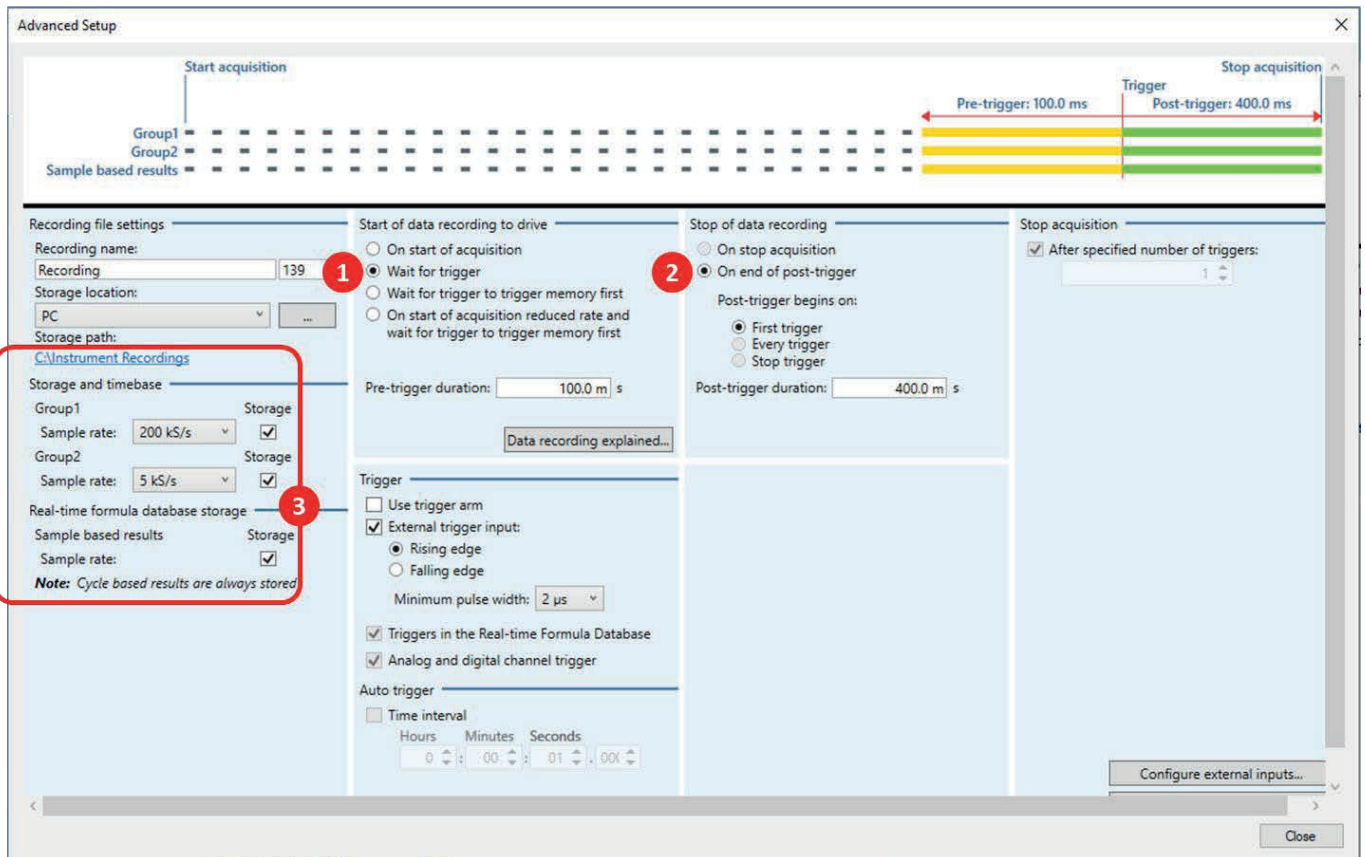 Advanced Setup
Start acquisition
Stop acquisition
Trigger
Pre-trigger: 100.0 ms
Post-trigger: 400.0 ms
Group1
Group2
Sample based results
Recording file settings
Recording name:
Recording 139
Storage location:
PC ...
Storage path:
C:\Instrument Recordings
Storage and timebase
Group1 Storage
Sample rate: 200 kS/s
Group2 Storage
Sample rate: 5 kS/s
3
Real-time formula database storage
Sample based results Storage
Sample rate:
Note: Cycle based results are always stored
Start of data recording to drive
On start of acquisition
1
Wait for trigger
Wait for trigger to trigger memory first
On start of acquisition reduced rate and
wait for trigger to trigger memory first
Pre-trigger duration: 100.0 m s
Data recording explained...
Trigger
Use trigger arm
External trigger input:
Rising edge
Falling edge
Minimum pulse width: 2 µs
Triggers in the Real-time Formula Database
Analog and digital channel trigger
Auto trigger
Time interval
Hours Minutes Seconds
0 : 00 : 01 . 00
Stop of data recording
On stop acquisition
2
On end of post-trigger
Post-trigger begins on:
First trigger
Every trigger
Stop trigger
Post-trigger duration: 400.0 m s
Stop acquisition
After specified number of triggers:
1
Configure external inputs...
Close